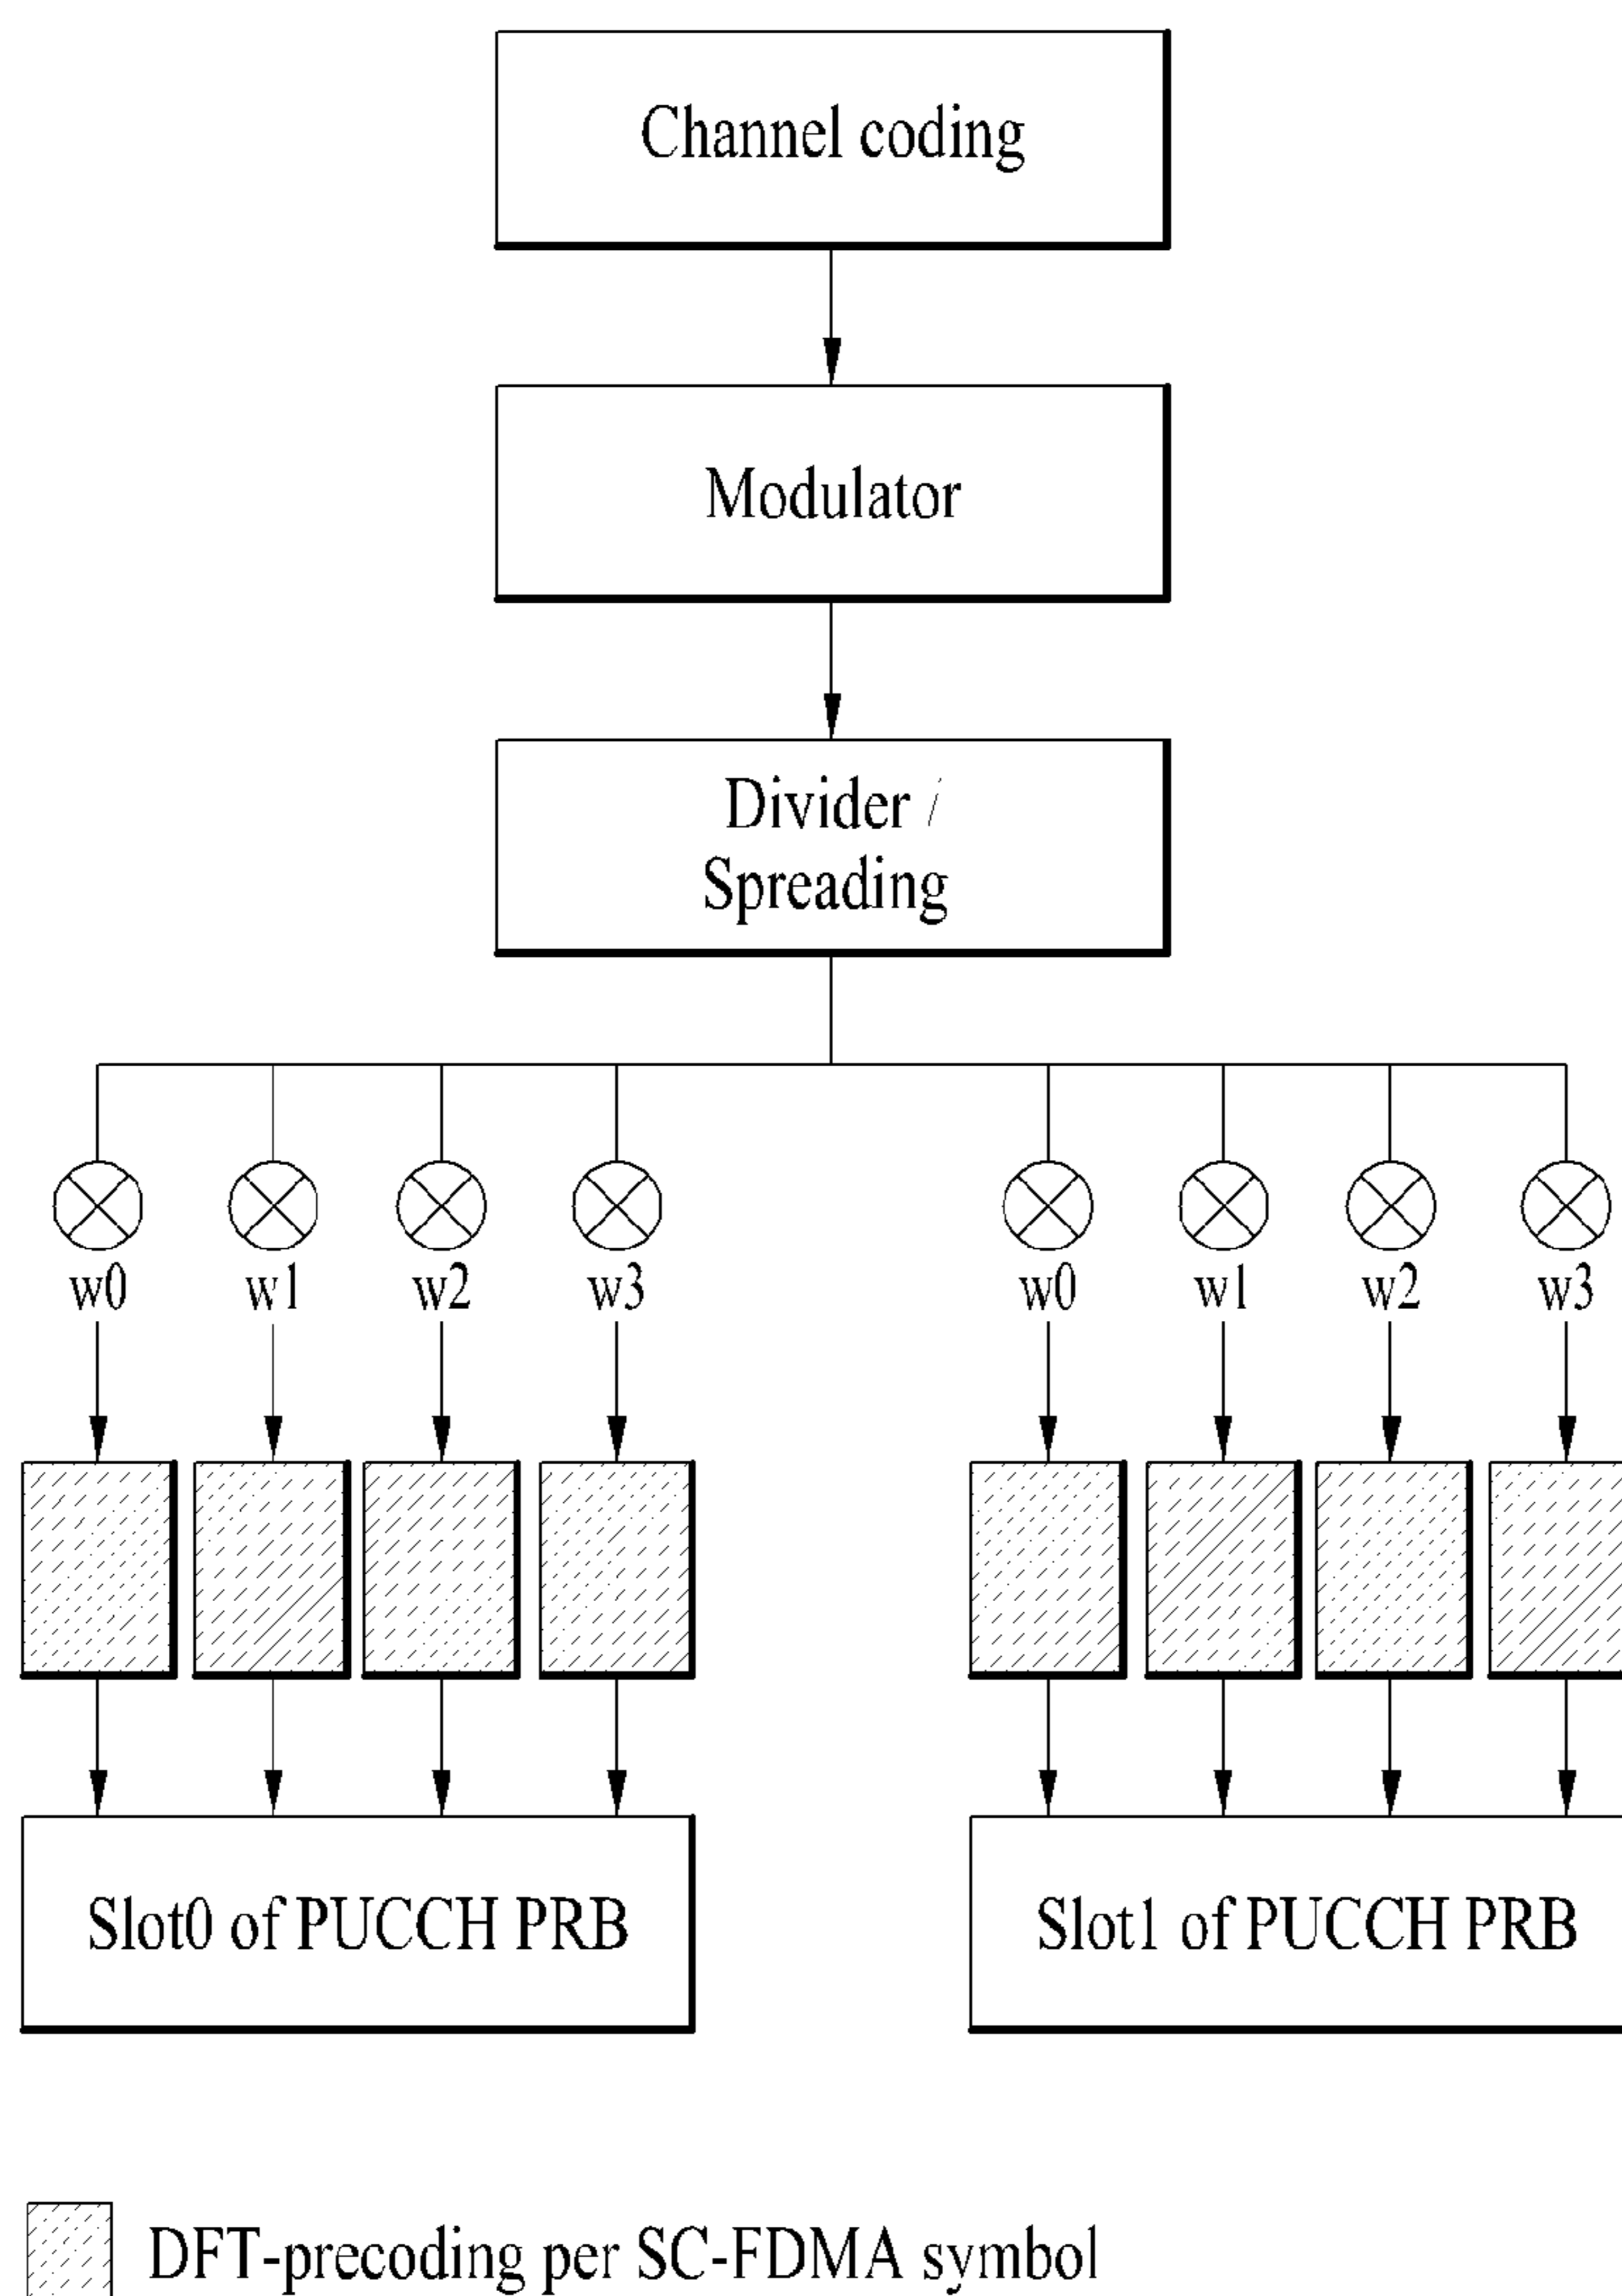 Channel coding
Modulator
Divider /
Spreading
w0 w1 w2 w3 w0 w1 w2 w3
Slot0 of PUCCH PRB Slot1 of PUCCH PRB
DFT-precoding per SC-FDMA symbol